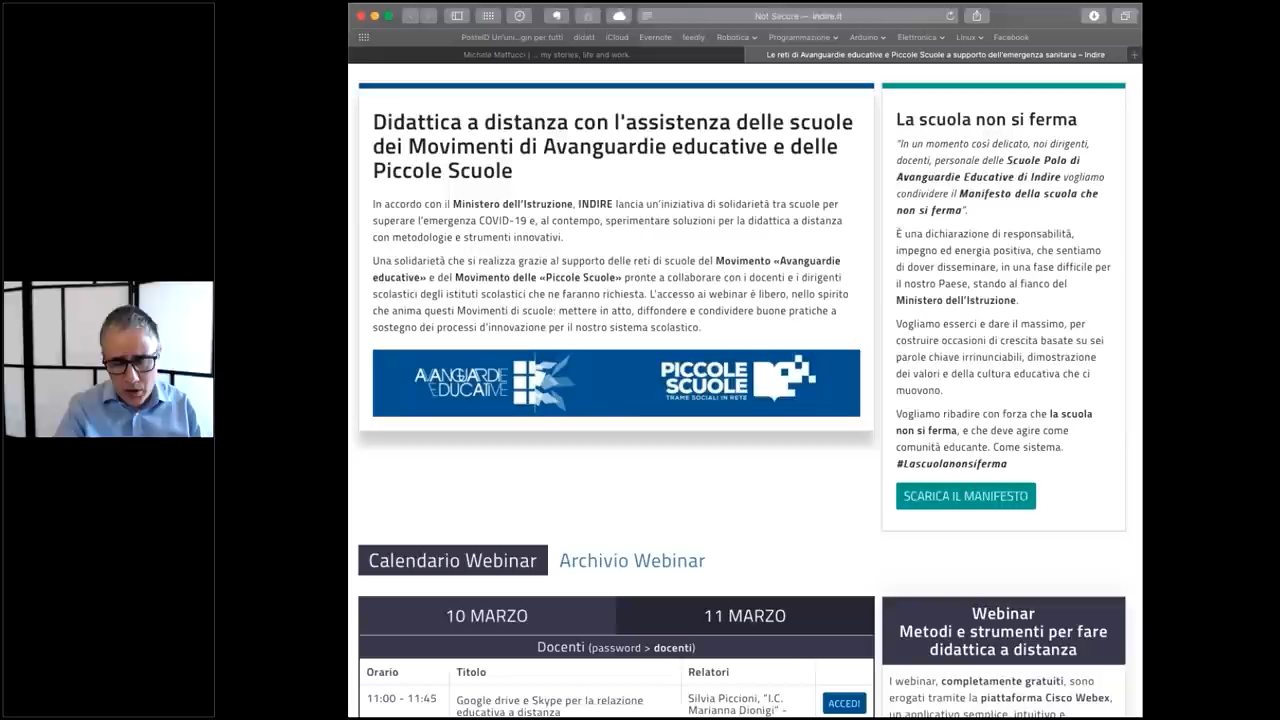 Not Secure — indire.it
PosteID Un'uni...gin per tutti didatt iCloud Evernote feedly Robotica Programmazione Arduino Elettronica Linux Facebook
Michele Maffucci | ... my stories, life and work.
Le reti di Avanguardie educative e Piccole Scuole a supporto dell'emergenza sanitaria – Indire
Didattica a distanza con l'assistenza delle scuole
dei Movimenti di Avanguardie educative e delle
Piccole Scuole
In accordo con il Ministero dell'Istruzione, INDIRE lancia un'iniziativa di solidarietà tra scuole per
superare l'emergenza COVID-19 e, al contempo, sperimentare soluzioni per la didattica a distanza
con metodologie e strumenti innovativi.
Una solidarietà che si realizza grazie al supporto delle reti di scuole del Movimento «Avanguardie
educative» e del Movimento delle «Piccole Scuole» pronte a collaborare con i docenti e i dirigenti
scolastici degli istituti scolastici che ne faranno richiesta. L'accesso ai webinar è libero, nello spirito
che anima questi Movimenti di scuole: mettere in atto, diffondere e condividere buone pratiche a
sostegno dei processi d'innovazione per il nostro sistema scolastico.
AVANGUARDIE
EDUCATIVE
PICCOLE
SCUOLE
TRAME SOCIALI IN RETE
La scuola non si ferma
"In un momento così delicato, noi dirigenti,
docenti, personale delle Scuole Polo di
Avanguardie Educative di Indire vogliamo
condividere il Manifesto della scuola che
non si ferma".
È una dichiarazione di responsabilità,
impegno ed energia positiva, che sentiamo
di dover disseminare, in una fase difficile per
il nostro Paese, stando al fianco del
Ministero dell'Istruzione.
Vogliamo esserci e dare il massimo, per
costruire occasioni di crescita basate su sei
parole chiave irrinunciabili, dimostrazione
dei valori e della cultura educativa che ci
muovono.
Vogliamo ribadire con forza che la scuola
non si ferma, e che deve agire come
comunità educante. Come sistema.
#Lascuolanonsiferma
SCARICA IL MANIFESTO
Calendario Webinar Archivio Webinar
10 MARZO 11 MARZO
Docenti (password > docenti)
Orario Titolo Relatori
11:00 - 11:45 Google drive e Skype per la relazione educativa a distanza Silvia Piccioni, "I.C. Marianna Dionigi" - ACCEDI
Webinar
Metodi e strumenti per fare
didattica a distanza
I webinar, completamente gratuiti, sono
erogati tramite la piattaforma Cisco Webex,
un applicativo semplice, intuitivo e